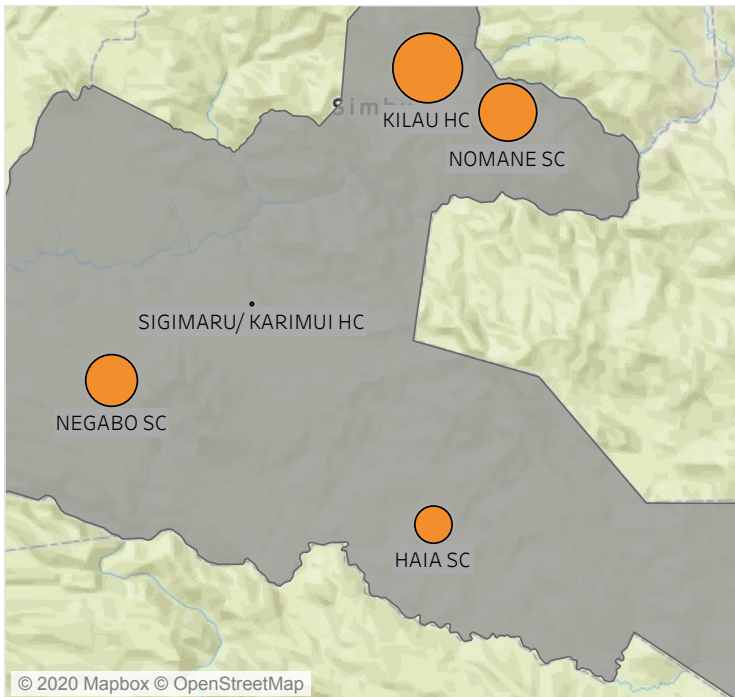 KILAU HC
NOMANE SC
SIGIMARU/ KARIMUI HC
NEGABO SC
HAIA SC
© 2020 Mapbox © OpenStreetMap